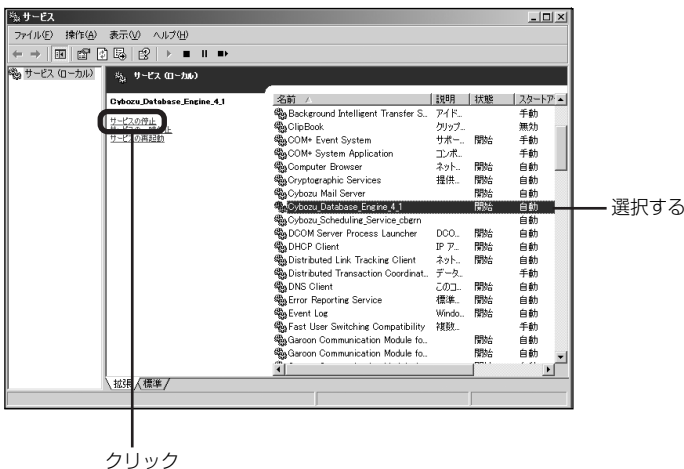 サービス
ファイル(F) 操作(A) 表示(V) ヘルプ(H)
サービス (ローカル)
サービス (ローカル)
Cybozu_Database_Engine_4_1
サービスの停止
サービスの再起動
名前 説明 状態 スタートア
Background Intelligent Transfer S.. アイド.. 手動
ClipBook クリップ.. 無効
COM+ Event System サポー.. 開始 手動
COM+ System Application コンポ.. 手動
Computer Browser ネット.. 開始 自動
Cryptographic Services 提供.. 開始 自動
Cybozu Mail Server 開始 自動
Cybozu_Database_Engine_4_1 開始 自動
Cybozu_Scheduling_Service_cbgrn 自動
DCOM Server Process Launcher DCO.. 開始 自動
DHCP Client IP ア.. 開始 自動
Distributed Link Tracking Client ネット.. 開始 自動
Distributed Transaction Coordinat.. データ.. 手動
DNS Client このコ.. 開始 自動
Error Reporting Service 標準.. 開始 自動
Event Log Windo.. 開始 自動
Fast User Switching Compatibility 複数.. 手動
Garoon Communication Module fo.. 開始 自動
Garoon Communication Module fo.. 開始 自動
拡張 標準
選択する
クリック